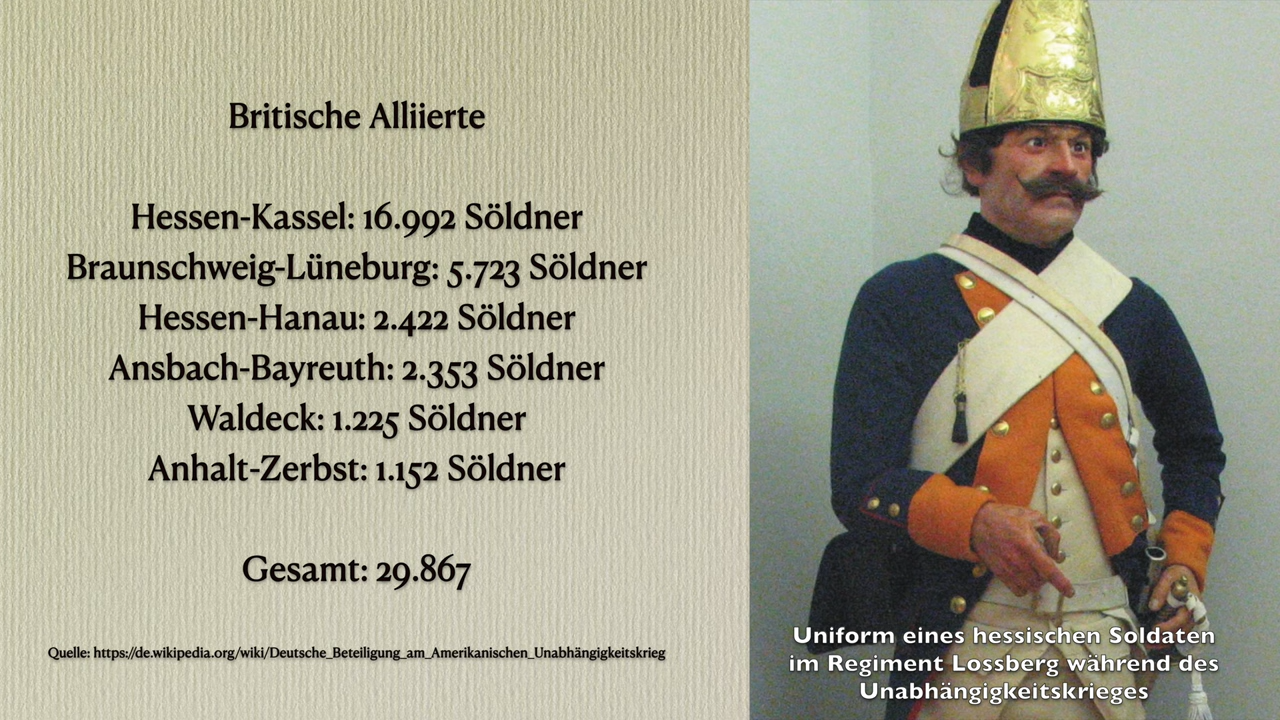 Britische Alliierte
Hessen-Kassel: 16.992 Söldner
Braunschweig-Lüneburg: 5.723 Söldner
Hessen-Hanau: 2.422 Söldner
Ansbach-Bayreuth: 2.353 Söldner
Waldeck: 1.225 Söldner
Anhalt-Zerbst: 1.152 Söldner
Gesamt: 29.867
Quelle: https://de.wikipedia.org/wiki/Deutsche_Beteiligung_am_Amerikanischen_Unabhängigkeitskrieg
Uniform eines hessischen Soldaten
im Regiment Lossberg während des
Unabhängigkeitskrieges